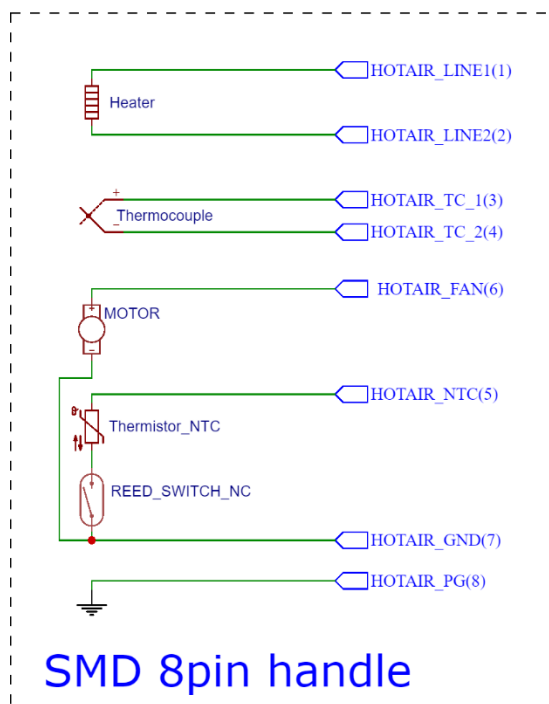 HOTAIR_LINE1(1)
Heater
HOTAIR_LINE2(2)
+
HOTAIR_TC_1(3)
Thermocouple
−
HOTAIR_TC_2(4)
HOTAIR_FAN(6)
+
MOTOR
−
HOTAIR_NTC(5)
θ
Thermistor_NTC
REED_SWITCH_NC
HOTAIR_GND(7)
HOTAIR_PG(8)
SMD 8pin handle